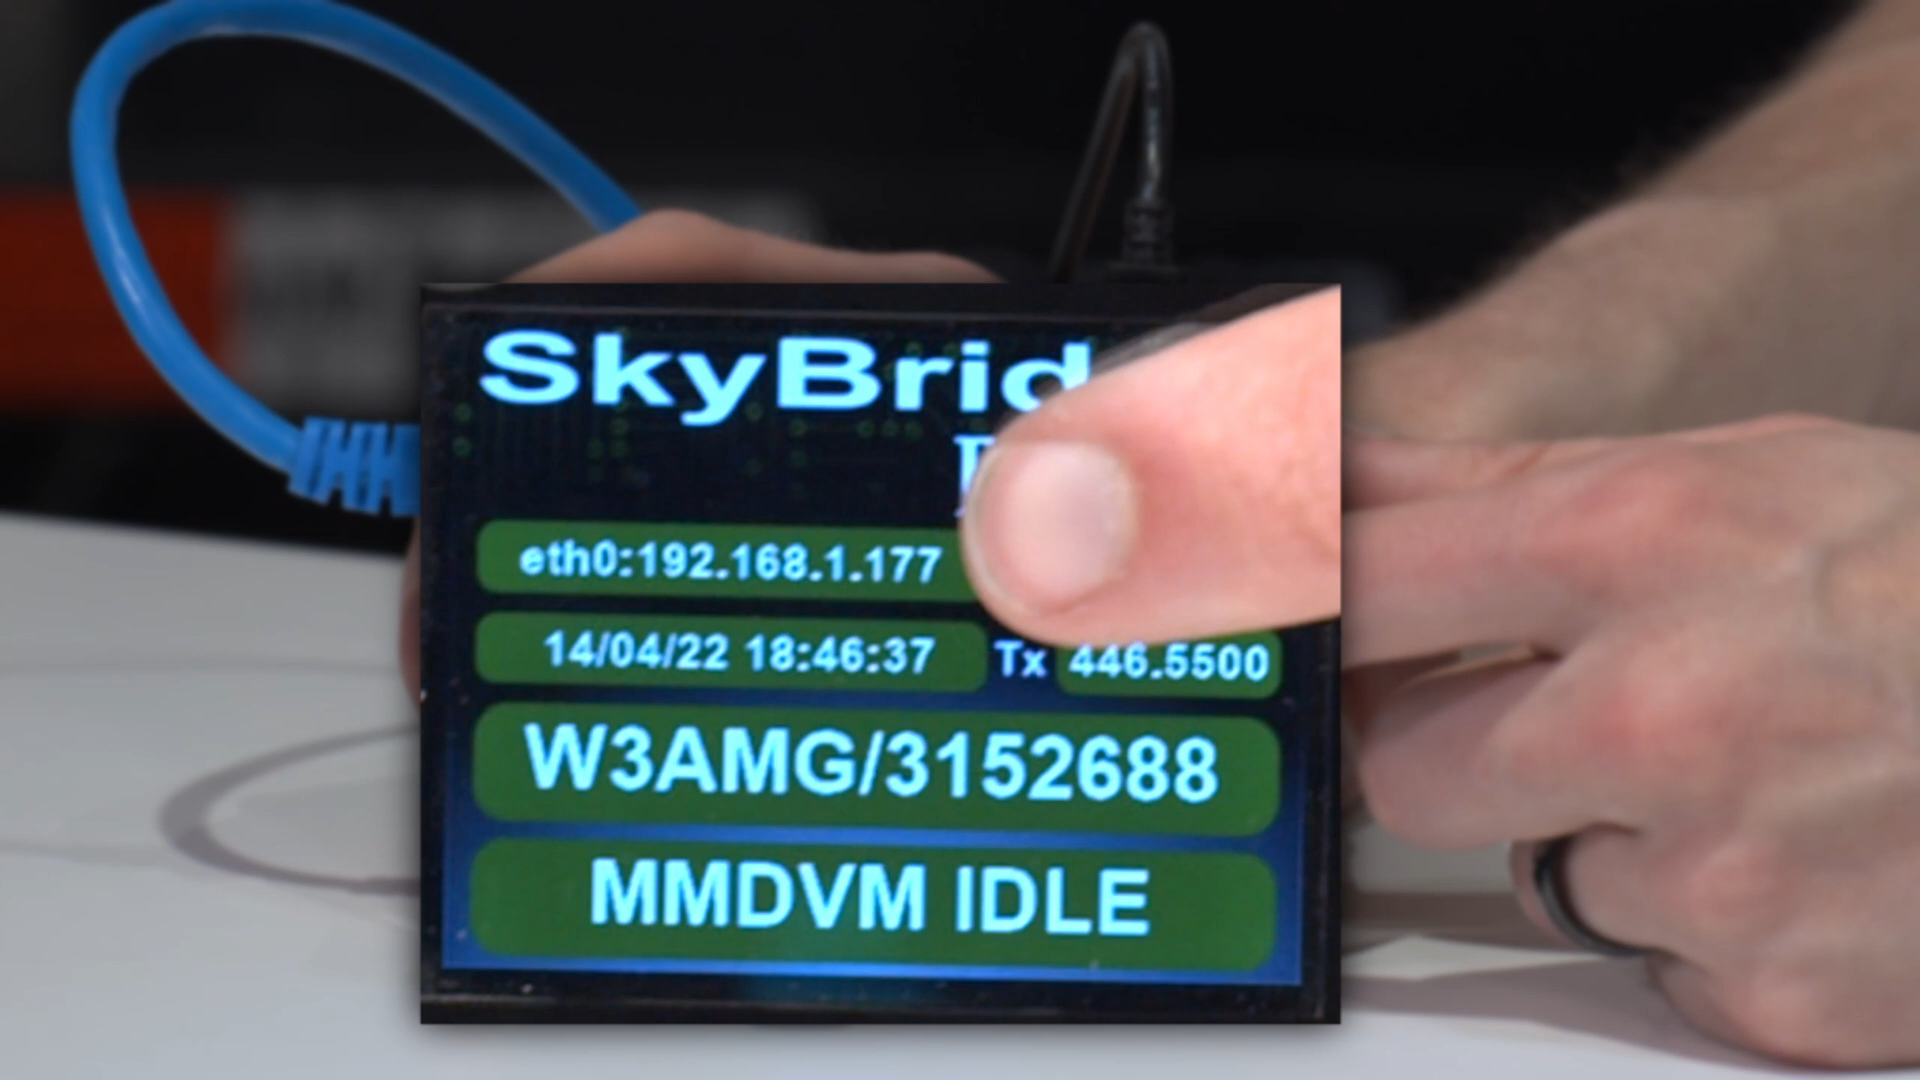 SkyBrid
eth0:192.168.1.177
14/04/22 18:46:37 Tx 446.5500
W3AMG/3152688
MMDVM IDLE